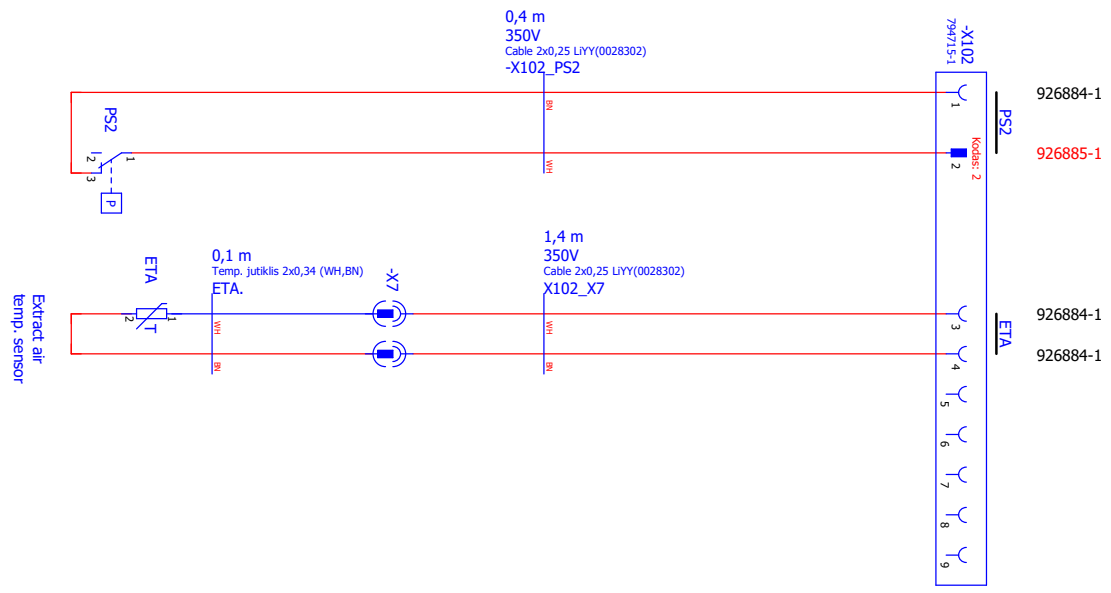 0,4 m
350V
Cable 2x0,25 LiYY(0028302)
-X102_PS2
-X102
794715-1
926884-1
1
BN
PS2
PS2
Kodas: 2
926885-1
2
WH
1
2
3
P
1,4 m
350V
Cable 2x0,25 LiYY(0028302)
X102_X7
0,1 m
Temp. jutiklis 2x0,34 (WH,BN)
ETA.
ETA
-X7
Extract air
temp. sensor
1
2
T
WH
WH
BN
BN
3
926884-1
ETA
4
926884-1
5
6
7
8
9